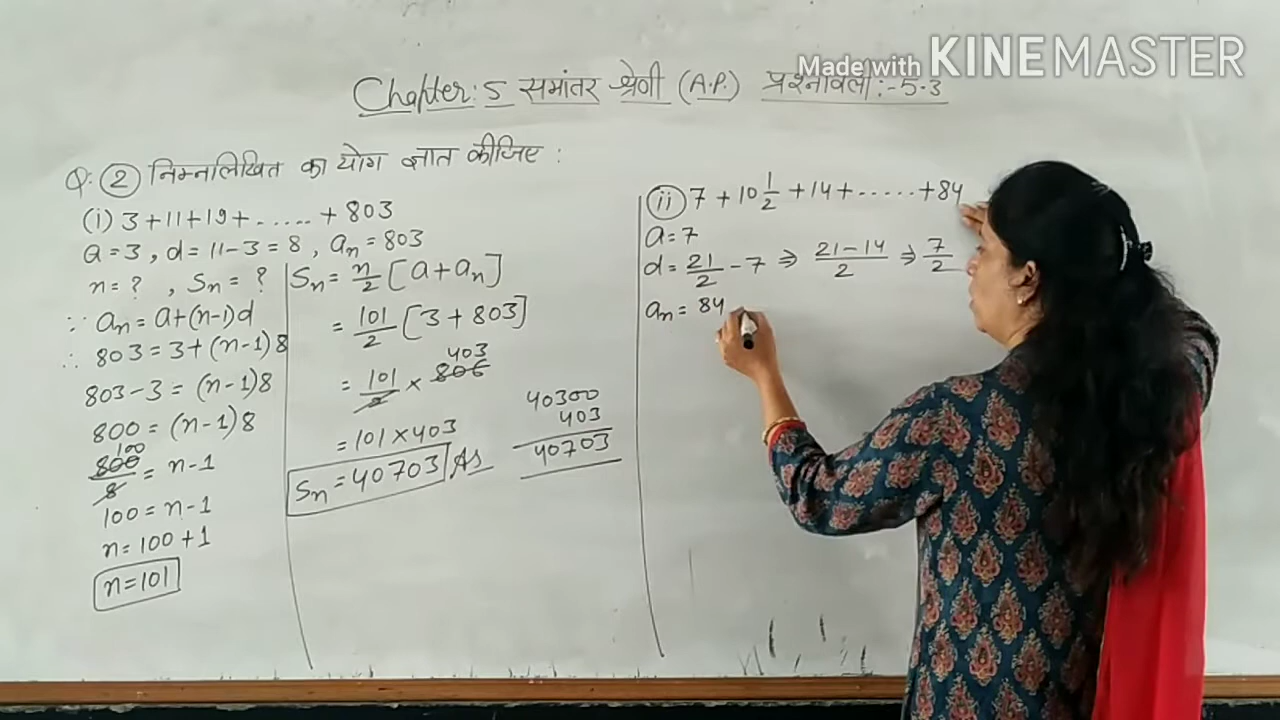 Made with KINEMASTER
Chapter: 5 समांतर श्रेणी (A.P.) प्रश्नावली :- 5.3
Q. 2 निम्नलिखित का योग ज्ञात कीजिए :
(i) 3+11+19+ ..... + 803
a = 3, d = 11-3 = 8, an = 803
n = ? , Sn = ?
∵ an = a+(n-1)d
∴ 803 = 3+(n-1)8
803-3 = (n-1)8
800 = (n-1)8
100
800/8 = n-1
100 = n-1
n = 100+1
n = 101
Sn = n/2 [a+an]
= 101/2 [3+803]
403
= 101/2 × 806
= 101×403
Sn = 40703 As
40300
403
40703
(ii) 7 + 10 1/2 + 14 + ...... + 84
a = 7
d = 21/2 - 7 ⇒ 21-14/2 ⇒ 7/2
an = 84